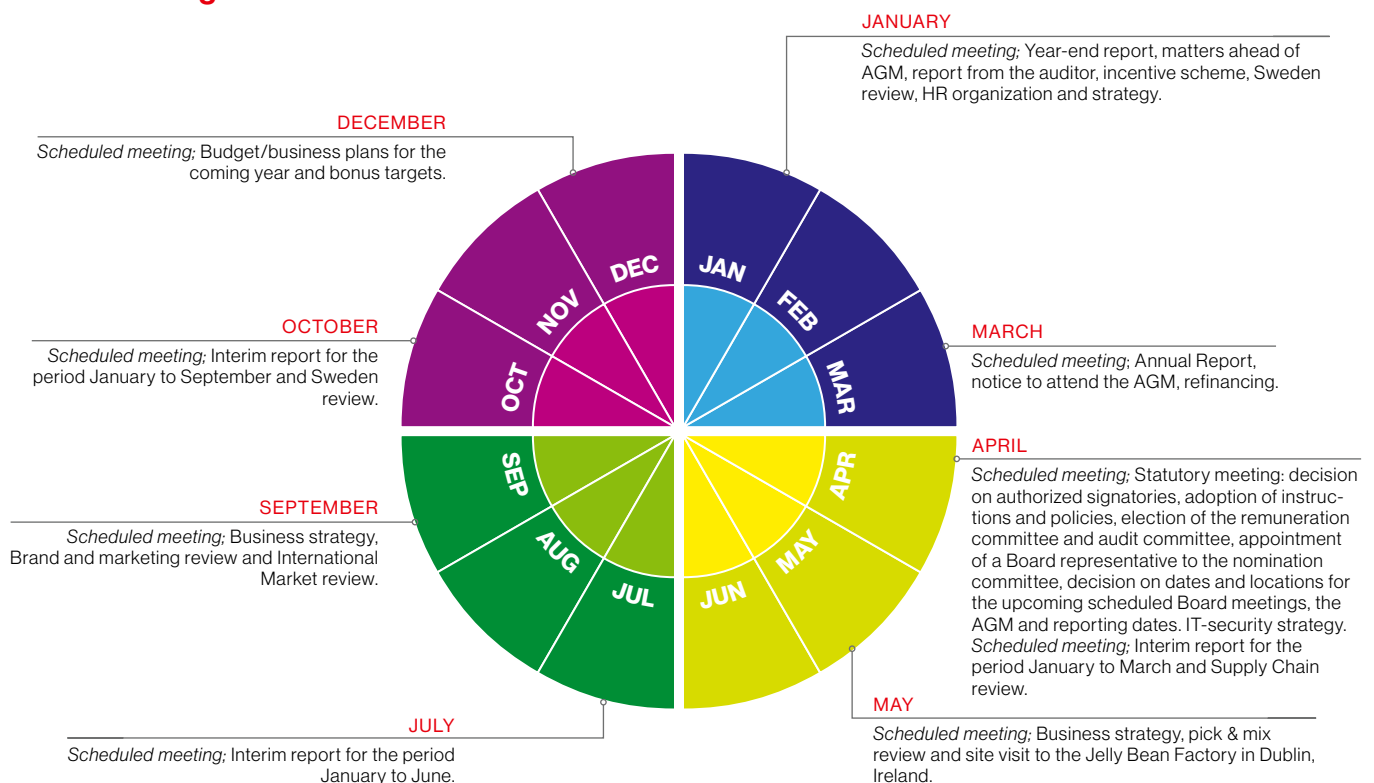 JANUARY
Scheduled meeting; Year-end report, matters ahead of
AGM, report from the auditor, incentive scheme, Sweden
review, HR organization and strategy.
DECEMBER
Scheduled meeting; Budget/business plans for the
coming year and bonus targets.
DEC
JAN
NOV
FEB
OCT
MAR
OCTOBER
Scheduled meeting; Interim report for the
period January to September and Sweden
review.
MARCH
Scheduled meeting; Annual Report,
notice to attend the AGM, refinancing.
SEP
APR
AUG
MAY
JUL
JUN
APRIL
Scheduled meeting; Statutory meeting: decision
on authorized signatories, adoption of instruc-
tions and policies, election of the remuneration
committee and audit committee, appointment
of a Board representative to the nomination
committee, decision on dates and locations for
the upcoming scheduled Board meetings, the
AGM and reporting dates. IT-security strategy.
Scheduled meeting; Interim report for the
period January to March and Supply Chain
review.
SEPTEMBER
Scheduled meeting; Business strategy,
Brand and marketing review and International
Market review.
MAY
Scheduled meeting; Business strategy, pick & mix
review and site visit to the Jelly Bean Factory in Dublin,
Ireland.
JULY
Scheduled meeting; Interim report for the period
January to June.